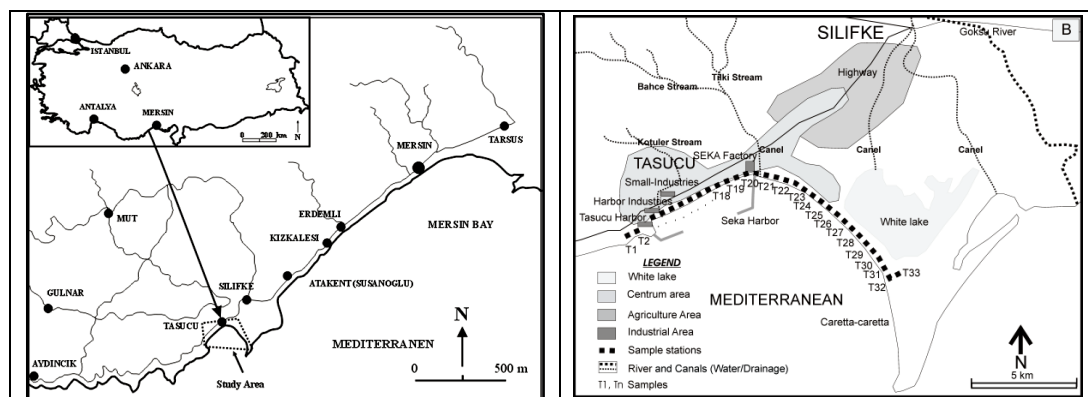 ISTANBUL
ANKARA
ANTALYA
MERSIN
0 200 km
N
TARSUS
MERSIN
MERSIN BAY
ERDEMLI
KIZKALESI
MUT
ATAKENT (SUSANOGLU)
SILIFKE
GULNAR
TASUCU
MEDITERRANEN
N
AYDINCIK
Study Area
0 500 m
B
SILIFKE
Goksu River
Highway
Tilki Stream
Bahce Stream
Kotuler Stream
Canel
Canel
Canel
SEKA Factory
TASUCU
Small-Industries
Harbor Industries
Tasucu Harbor
T1
T2
T18
T19
T20
T21
T22
T23
T24
T25
T26
T27
T28
T29
T30
T31
T32
T33
Seka Harbor
White lake
MEDITERRANEAN
Caretta-caretta
LEGEND
White lake
Centrum area
Agriculture Area
Industrial Area
Sample stations
River and Canals (Water/Drainage)
T1, Tn Samples
N
0 5 km